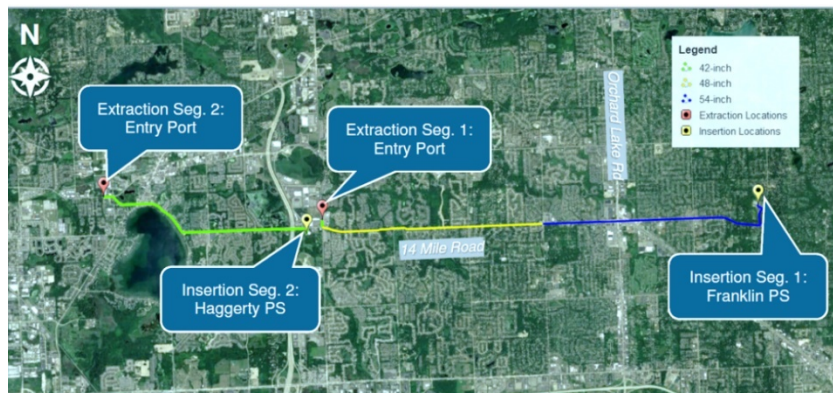 N
Legend
42-inch
48-inch
54-inch
Extraction Locations
Insertion Locations
Extraction Seg. 2:
Entry Port
Extraction Seg. 1:
Entry Port
Orchard Lake Rd
14 Mile Road
Insertion Seg. 2:
Haggerty PS
Insertion Seg. 1:
Franklin PS